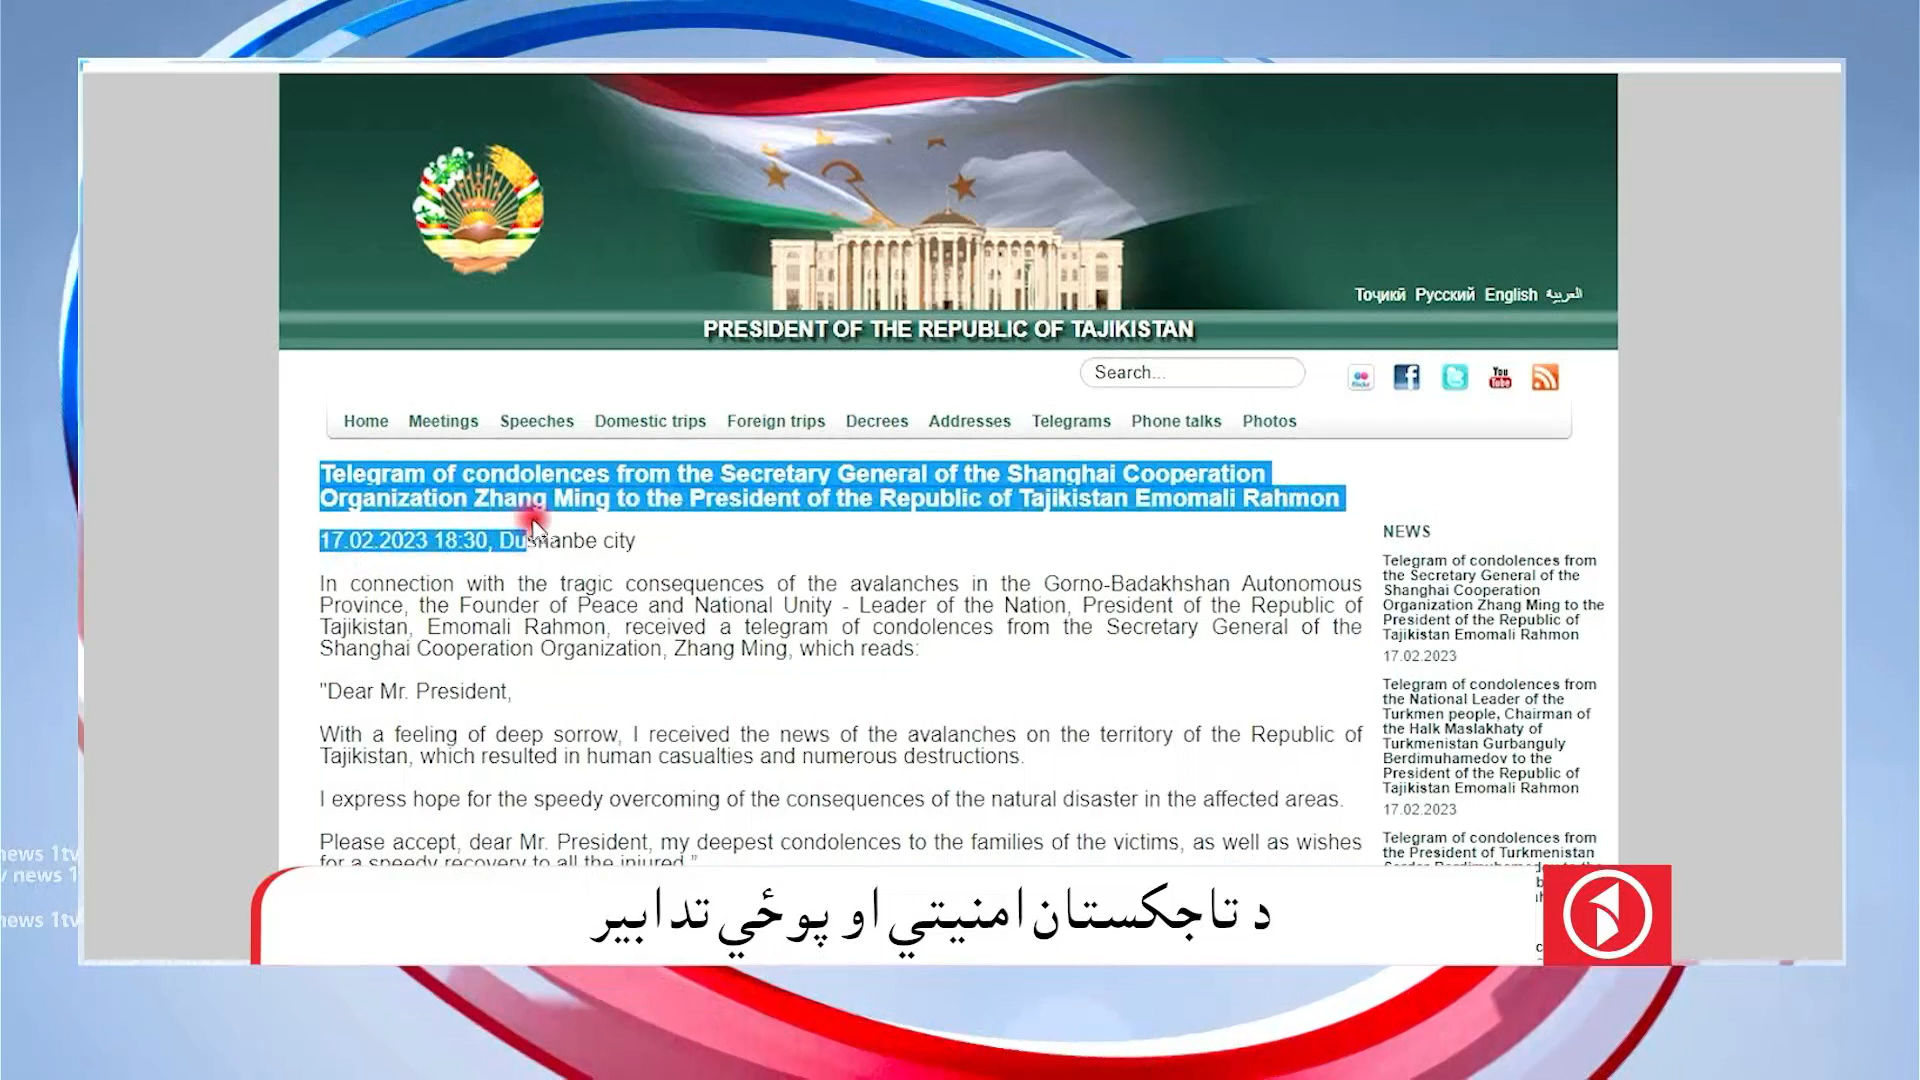 Тоҷикӣ Русский English العربية
PRESIDENT OF THE REPUBLIC OF TAJIKISTAN
Search...
flickr
You Tube
Home Meetings Speeches Domestic trips Foreign trips Decrees Addresses Telegrams Phone talks Photos
Telegram of condolences from the Secretary General of the Shanghai Cooperation
Organization Zhang Ming to the President of the Republic of Tajikistan Emomali Rahmon
17.02.2023 18:30, Dushanbe city
In connection with the tragic consequences of the avalanches in the Gorno-Badakhshan Autonomous
Province, the Founder of Peace and National Unity - Leader of the Nation, President of the Republic of
Tajikistan, Emomali Rahmon, received a telegram of condolences from the Secretary General of the
Shanghai Cooperation Organization, Zhang Ming, which reads:
"Dear Mr. President,
With a feeling of deep sorrow, I received the news of the avalanches on the territory of the Republic of
Tajikistan, which resulted in human casualties and numerous destructions.
I express hope for the speedy overcoming of the consequences of the natural disaster in the affected areas.
Please accept, dear Mr. President, my deepest condolences to the families of the victims, as well as wishes
for a speedy recovery to all the injured."
NEWS
Telegram of condolences from
the Secretary General of the
Shanghai Cooperation
Organization Zhang Ming to the
President of the Republic of
Tajikistan Emomali Rahmon
17.02.2023
Telegram of condolences from
the National Leader of the
Turkmen people, Chairman of
the Halk Maslakhaty of
Turkmenistan Gurbanguly
Berdimuhamedov to the
President of the Republic of
Tajikistan Emomali Rahmon
17.02.2023
Telegram of condolences from
the President of Turkmenistan
news 1tv
news 1
news 1tv
د تاجکستان امنیتي او پوځي تدابیر